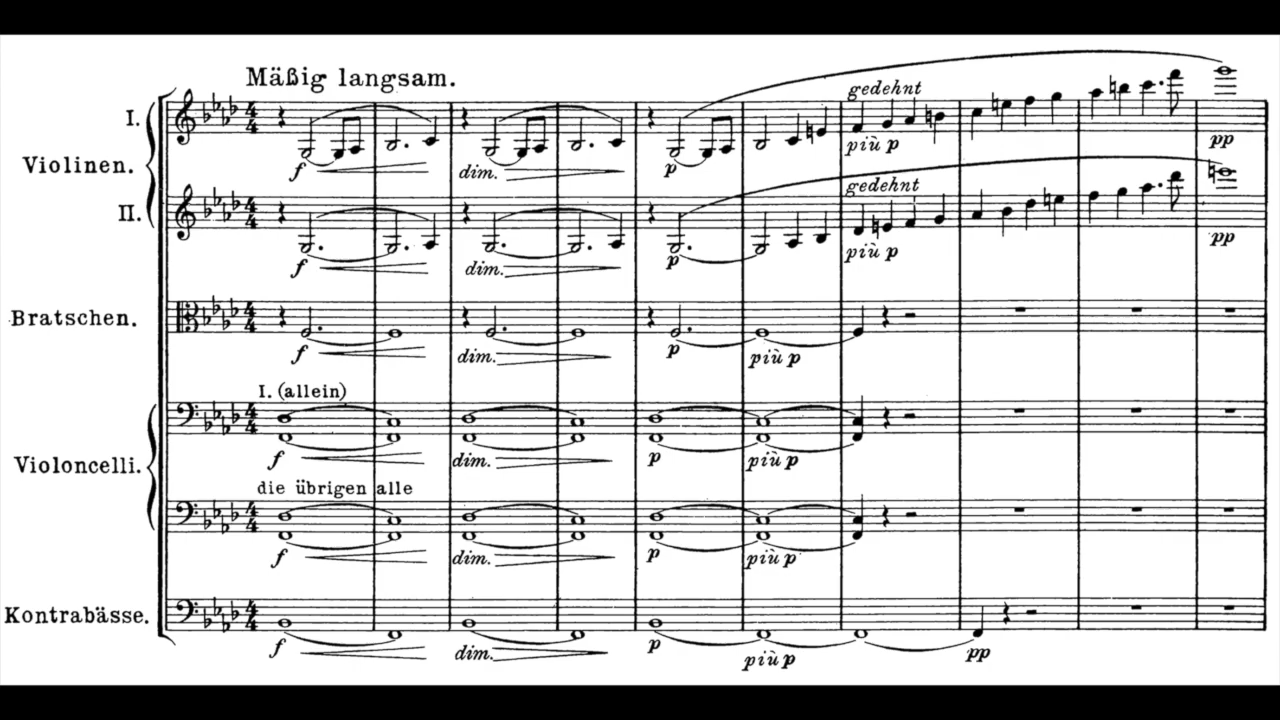 Mäßig langsam.
I.
Violinen.
II.
gedehnt
f
dim.
p
più p
pp
gedehnt
f
dim.
p
più p
pp
Bratschen.
f
dim.
p
più p
I. (allein)
f
dim.
p
più p
Violoncelli.
die übrigen alle
f
dim.
p
più p
Kontrabässe.
f
dim.
p
più p
pp